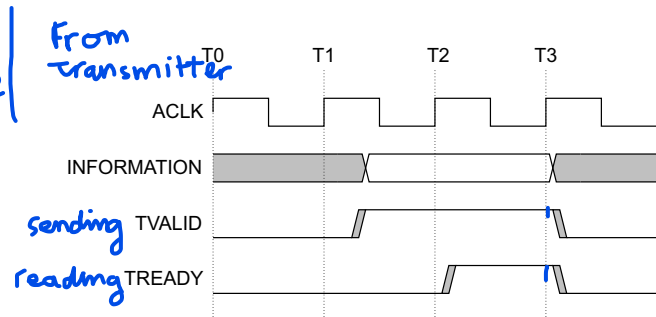 From
transmitter
T0 T1 T2 T3
ACLK
INFORMATION
sending TVALID
reading TREADY